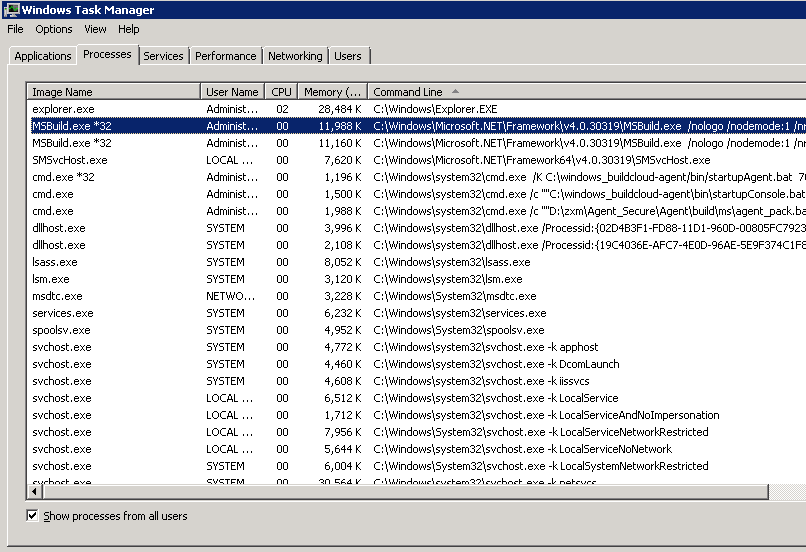 Windows Task Manager
File Options View Help
Applications Processes Services Performance Networking Users
Image Name User Name CPU Memory (... Command Line
explorer.exe Administ... 02 28,484 K C:\Windows\Explorer.EXE
MSBuild.exe *32 Administ... 00 11,988 K C:\Windows\Microsoft.NET\Framework\v4.0.30319\MSBuild.exe /nologo /nodemode:1 /nr
MSBuild.exe *32 Administ... 00 11,160 K C:\Windows\Microsoft.NET\Framework\v4.0.30319\MSBuild.exe /nologo /nodemode:1 /nr
SMSvcHost.exe LOCAL ... 00 7,620 K C:\Windows\Microsoft.NET\Framework64\v4.0.30319\SMSvcHost.exe
cmd.exe *32 Administ... 00 1,196 K C:\Windows\system32\cmd.exe /K C:\windows_buildcloud-agent/bin/startupAgent.bat 70
cmd.exe Administ... 00 1,500 K C:\Windows\system32\cmd.exe /c ""C:\windows_buildcloud-agent\bin\startupConsole.bat
cmd.exe Administ... 00 1,988 K C:\Windows\system32\cmd.exe /c ""D:\zxm\Agent_Secure\Agent\build\ms\agent_pack.ba
dllhost.exe SYSTEM 00 3,996 K C:\Windows\system32\dllhost.exe /Processid:{02D4B3F1-FD88-11D1-960D-00805FC7923
dllhost.exe SYSTEM 00 2,108 K C:\Windows\system32\dllhost.exe /Processid:{19C4036E-AFC7-4E0D-96AE-5E9F374C1F8
lsass.exe SYSTEM 00 8,052 K C:\Windows\system32\lsass.exe
lsm.exe SYSTEM 00 3,120 K C:\Windows\system32\lsm.exe
msdtc.exe NETWO... 00 3,228 K C:\Windows\System32\msdtc.exe
services.exe SYSTEM 00 6,232 K C:\Windows\system32\services.exe
spoolsv.exe SYSTEM 00 4,952 K C:\Windows\System32\spoolsv.exe
svchost.exe SYSTEM 00 4,772 K C:\Windows\system32\svchost.exe -k apphost
svchost.exe SYSTEM 00 4,460 K C:\Windows\system32\svchost.exe -k DcomLaunch
svchost.exe SYSTEM 00 4,608 K C:\Windows\system32\svchost.exe -k iissvcs
svchost.exe LOCAL ... 00 6,512 K C:\Windows\system32\svchost.exe -k LocalService
svchost.exe LOCAL ... 00 1,712 K C:\Windows\system32\svchost.exe -k LocalServiceAndNoImpersonation
svchost.exe LOCAL ... 00 7,956 K C:\Windows\System32\svchost.exe -k LocalServiceNetworkRestricted
svchost.exe LOCAL ... 00 5,644 K C:\Windows\system32\svchost.exe -k LocalServiceNoNetwork
svchost.exe SYSTEM 00 6,004 K C:\Windows\System32\svchost.exe -k LocalSystemNetworkRestricted
svchost.exe SYSTEM 00 30,564 K C:\Windows\system32\svchost.exe -k netsvcs
Show processes from all users